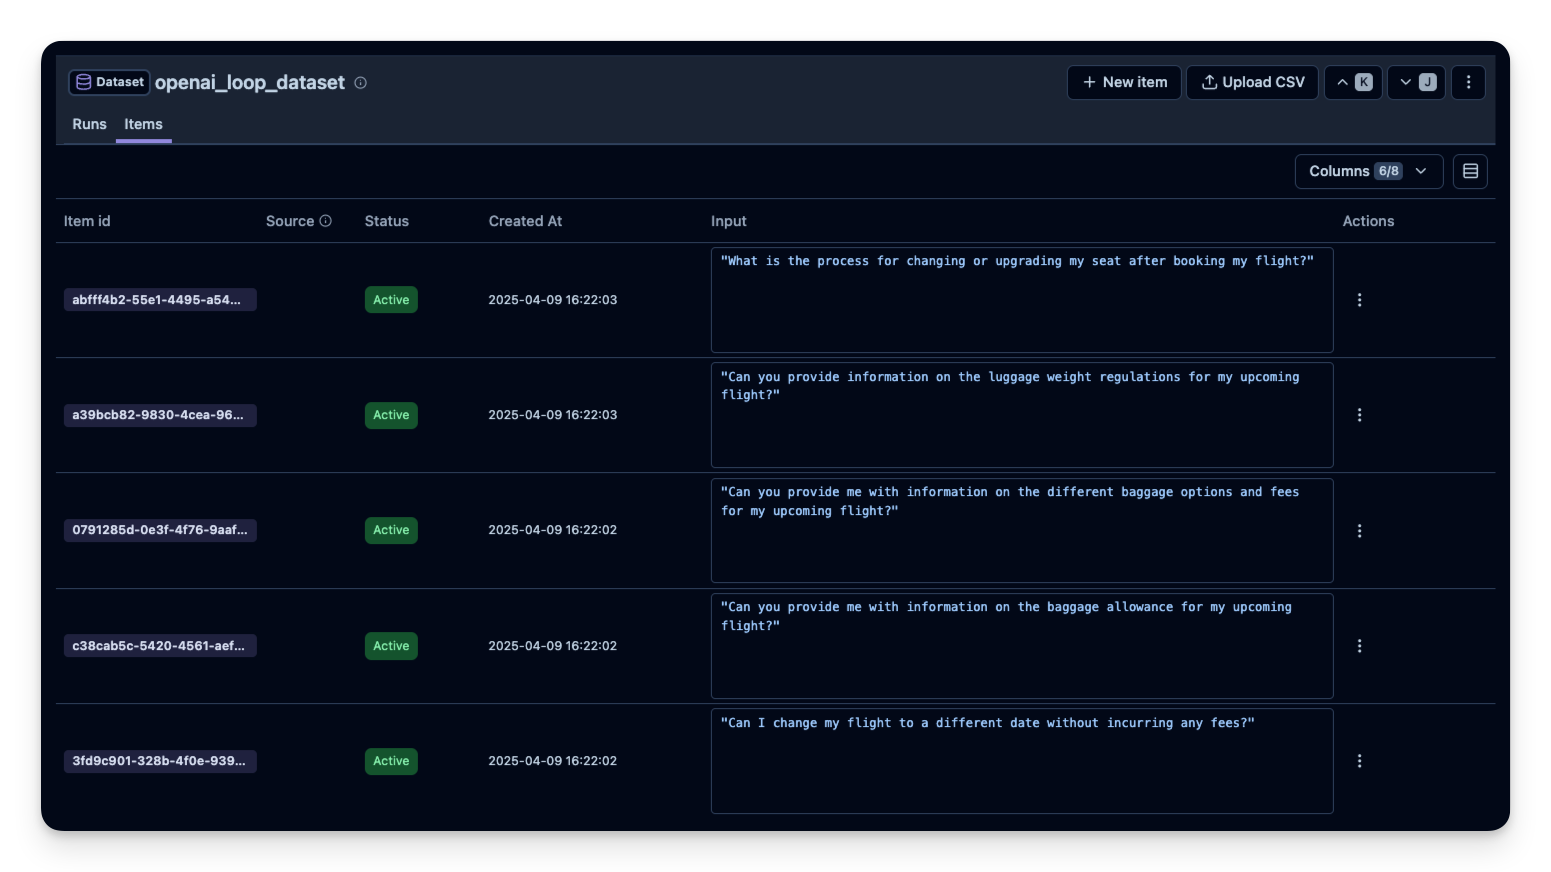 Dataset openai_loop_dataset
+ New item Upload CSV K J
Runs Items
Columns 6/8
Item id Source Status Created At Input Actions
abfff4b2-55e1-4495-a54... Active 2025-04-09 16:22:03 "What is the process for changing or upgrading my seat after booking my flight?"
a39bcb82-9830-4cea-96... Active 2025-04-09 16:22:03 "Can you provide information on the luggage weight regulations for my upcoming
flight?"
0791285d-0e3f-4f76-9aaf... Active 2025-04-09 16:22:02 "Can you provide me with information on the different baggage options and fees
for my upcoming flight?"
c38cab5c-5420-4561-aef... Active 2025-04-09 16:22:02 "Can you provide me with information on the baggage allowance for my upcoming
flight?"
3fd9c901-328b-4f0e-939... Active 2025-04-09 16:22:02 "Can I change my flight to a different date without incurring any fees?"